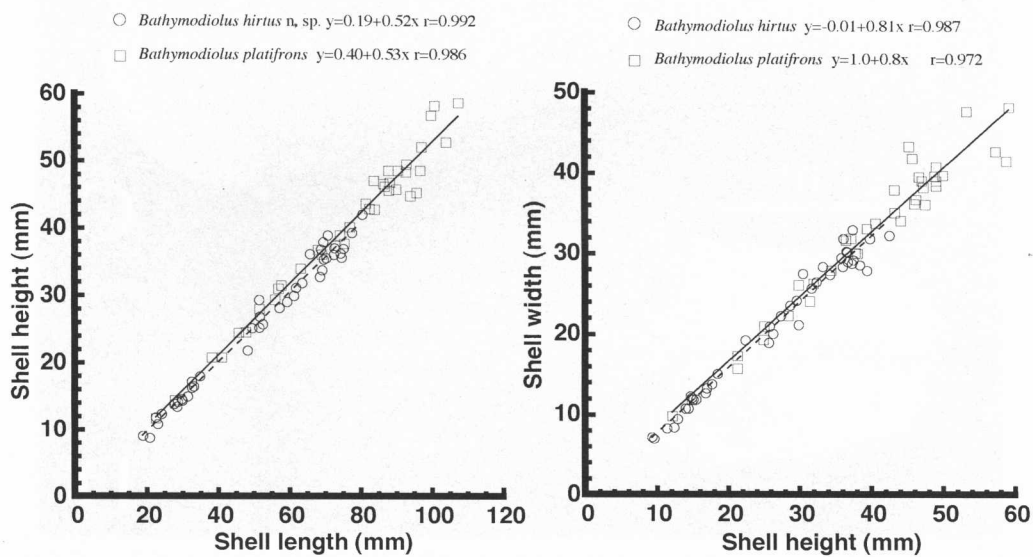 ○ Bathymodiolus hirtus n, sp. y=0.19+0.52x r=0.992
□ Bathymodiolus platifrons y=0.40+0.53x r=0.986
60
50
40
30
20
10
0
Shell height (mm)
0 20 40 60 80 100 120
Shell length (mm)
○ Bathymodiolus hirtus y=-0.01+0.81x r=0.987
□ Bathymodiolus platifrons y=1.0+0.8x r=0.972
50
40
30
20
10
0
Shell width (mm)
0 10 20 30 40 50 60
Shell height (mm)